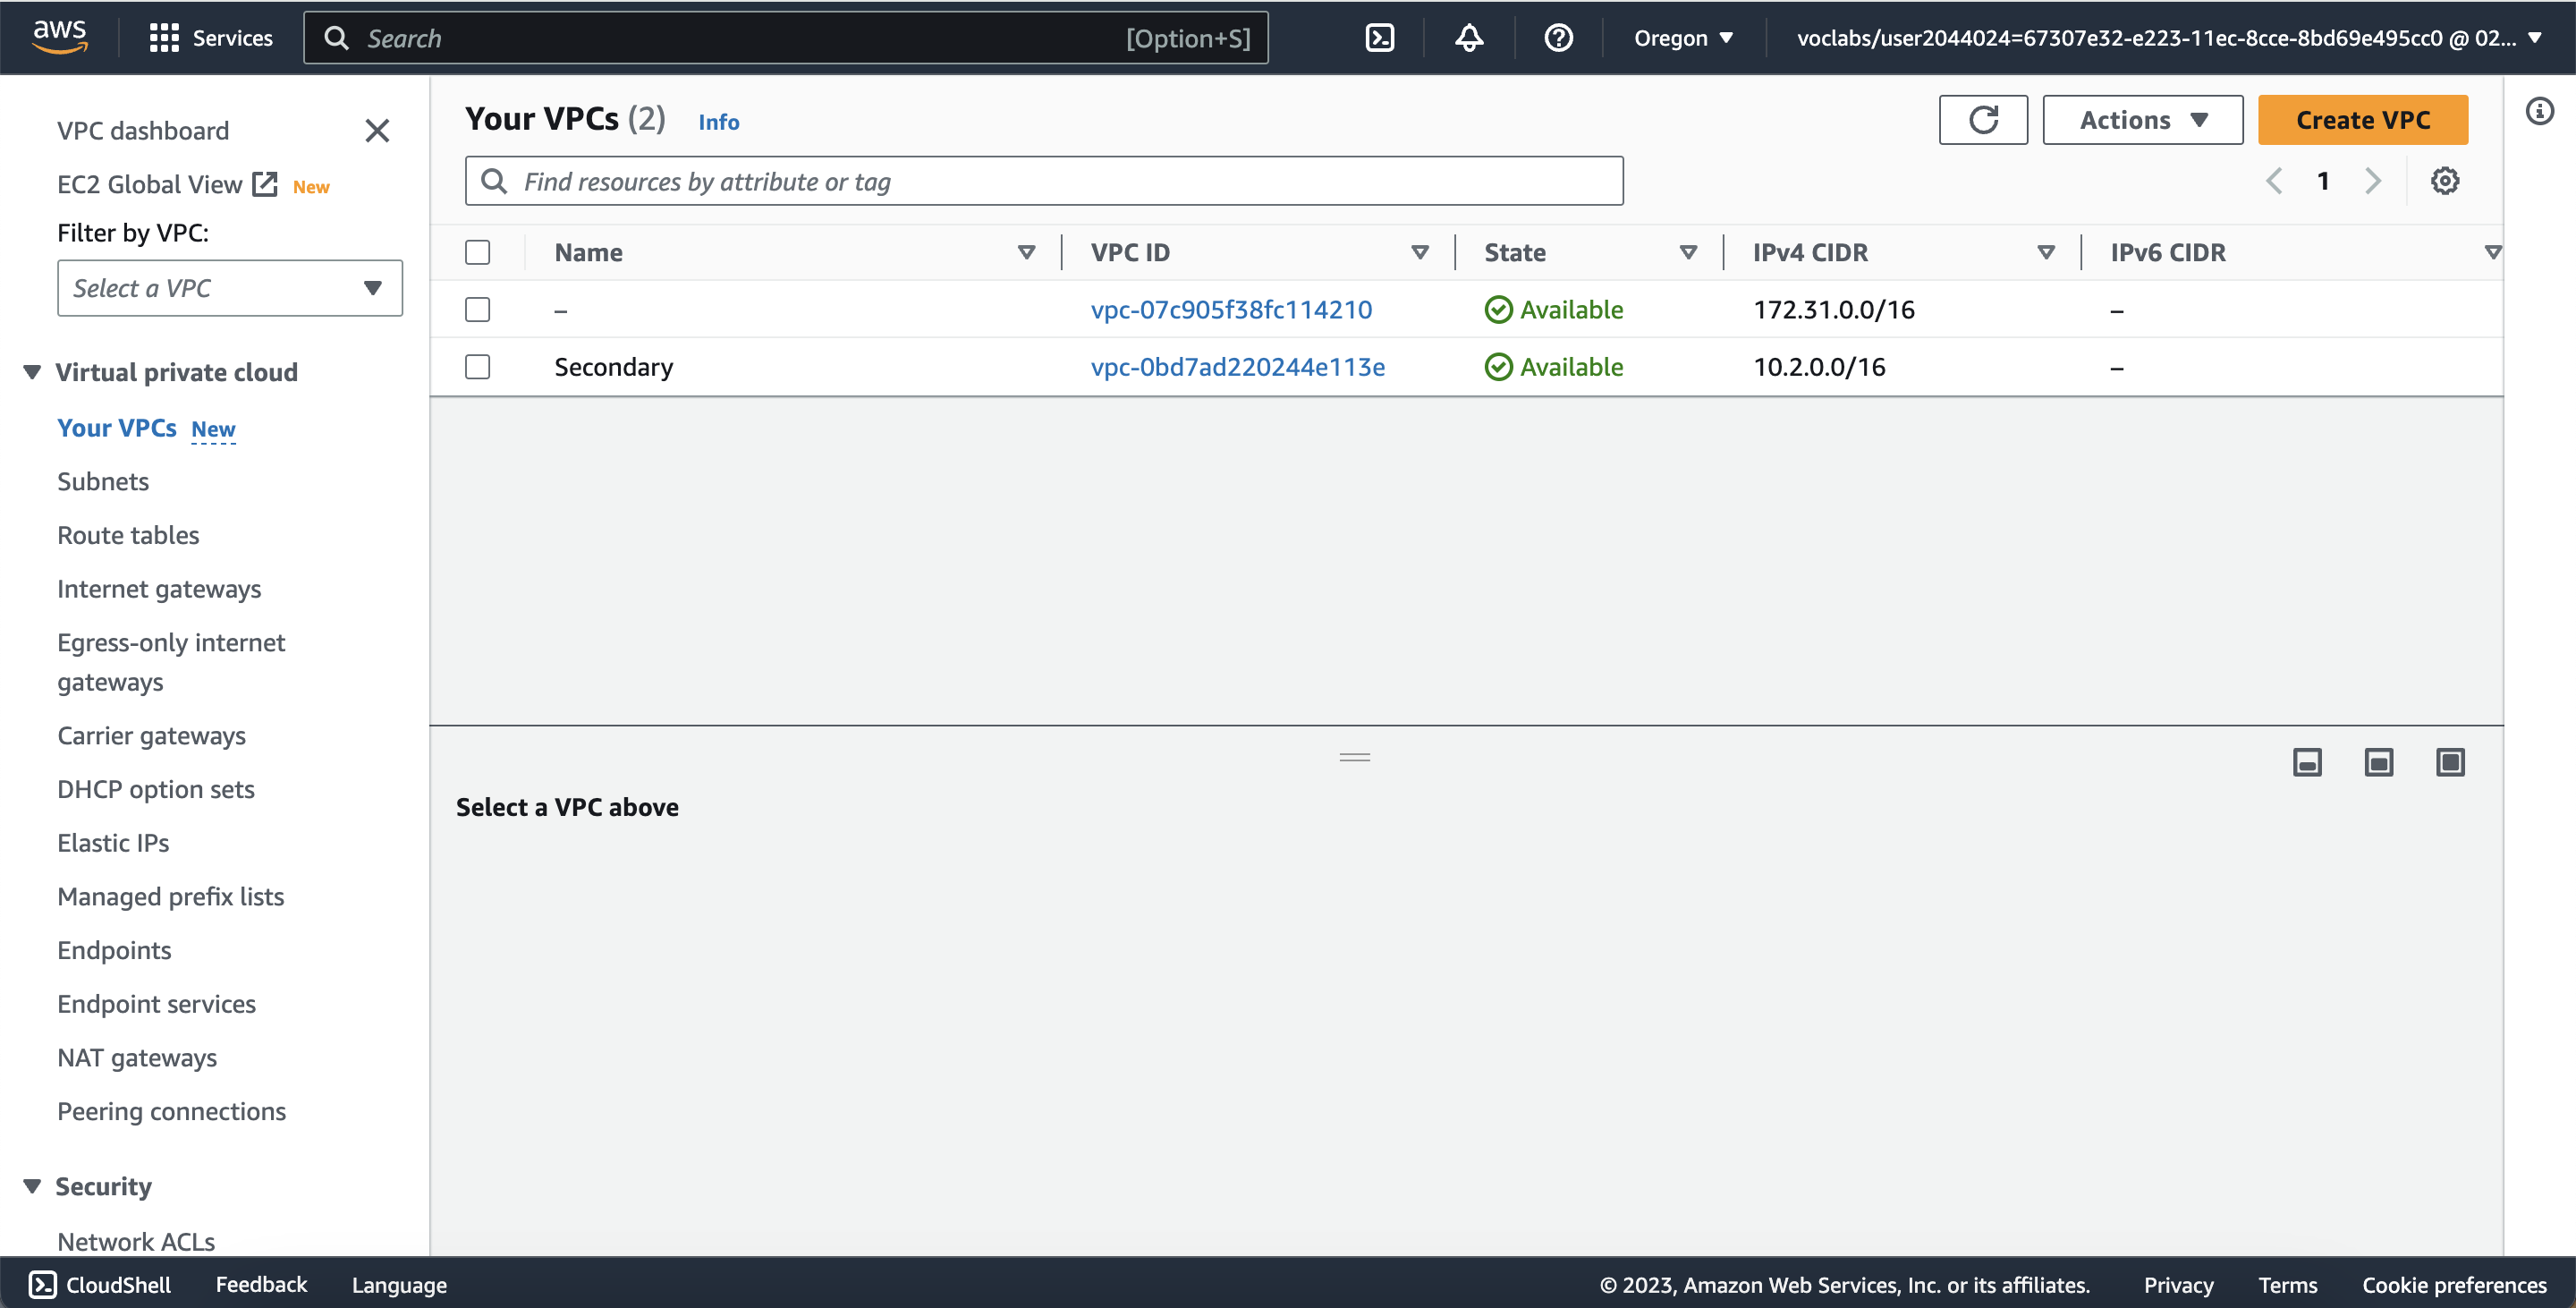 aws Services Search [Option+S] Oregon voclabs/user2044024=67307e32-e223-11ec-8cce-8bd69e495cc0 @ 02...
VPC dashboard
EC2 Global View New
Filter by VPC:
Select a VPC
Virtual private cloud
Your VPCs New
Subnets
Route tables
Internet gateways
Egress-only internet
gateways
Carrier gateways
DHCP option sets
Elastic IPs
Managed prefix lists
Endpoints
Endpoint services
NAT gateways
Peering connections
Security
Network ACLs
Your VPCs (2) Info
Actions Create VPC
Find resources by attribute or tag
1
Name VPC ID State IPv4 CIDR IPv6 CIDR
– vpc-07c905f38fc114210 Available 172.31.0.0/16 –
Secondary vpc-0bd7ad220244e113e Available 10.2.0.0/16 –
Select a VPC above
CloudShell Feedback Language © 2023, Amazon Web Services, Inc. or its affiliates. Privacy Terms Cookie preferences